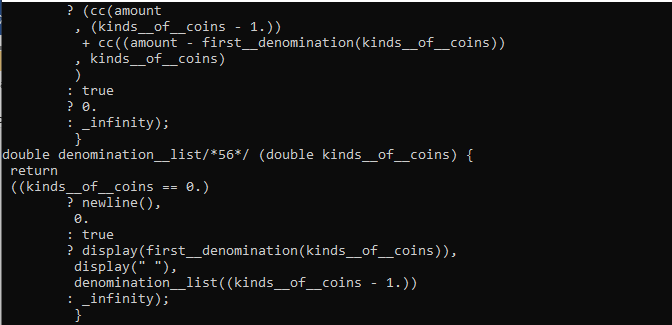 ? (cc(amount
, (kinds__of__coins - 1.))
+ cc((amount - first__denomination(kinds__of__coins))
, kinds__of__coins)
)
: true
? 0.
: _infinity);
}
double denomination__list/*56*/ (double kinds__of__coins) {
return
((kinds__of__coins == 0.)
? newline(),
0.
: true
? display(first__denomination(kinds__of__coins)),
display(" "),
denomination__list((kinds__of__coins - 1.))
: _infinity);
}